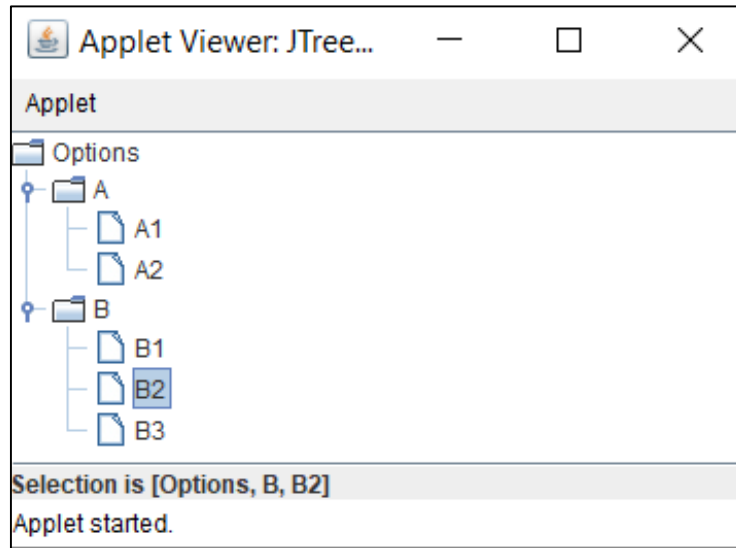 Applet Viewer: JTree...
Applet
Options
A
A1
A2
B
B1
B2
B3
Selection is [Options, B, B2]
Applet started.